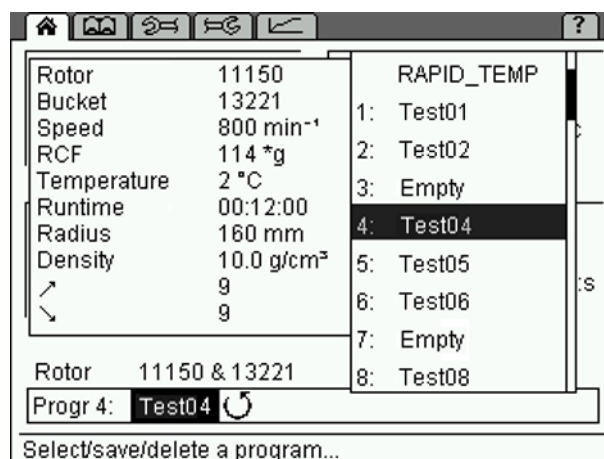 ?
Rotor 11150
Bucket 13221
Speed 800 min⁻¹
RCF 114 *g
Temperature 2 °C
Runtime 00:12:00
Radius 160 mm
Density 10.0 g/cm³
↗ 9
↘ 9
RAPID_TEMP
1: Test01
2: Test02
3: Empty
4: Test04
5: Test05
6: Test06
7: Empty
8: Test08
:s
Rotor 11150 & 13221
Progr 4: Test04
Select/save/delete a program...